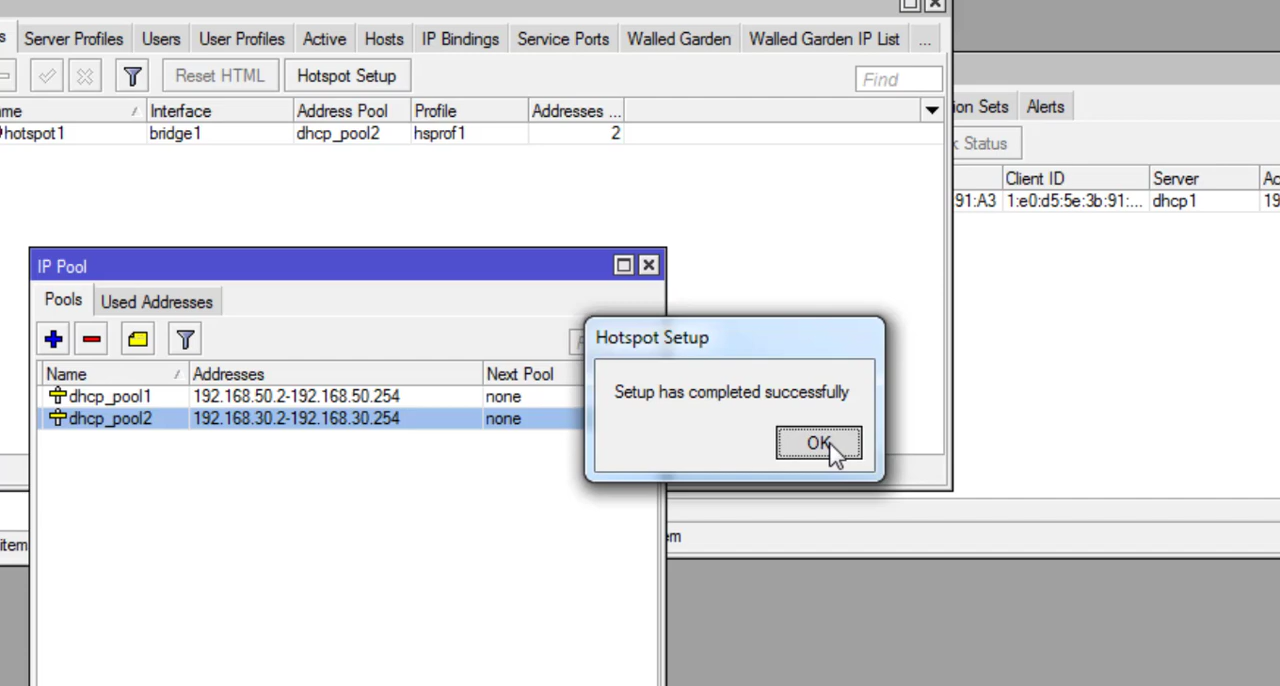 s Server Profiles Users User Profiles Active Hosts IP Bindings Service Ports Walled Garden Walled Garden IP List ...
Reset HTML Hotspot Setup Find
me Interface Address Pool Profile Addresses ...
hotspot1 bridge1 dhcp_pool2 hsprof1 2
ion Sets Alerts
k Status
Client ID Server Ac
91:A3 1:e0:d5:5e:3b:91:... dhcp1 19
IP Pool
Pools Used Addresses
Name Addresses Next Pool
dhcp_pool1 192.168.50.2-192.168.50.254 none
dhcp_pool2 192.168.30.2-192.168.30.254 none
Hotspot Setup
Setup has completed successfully
OK
item
em